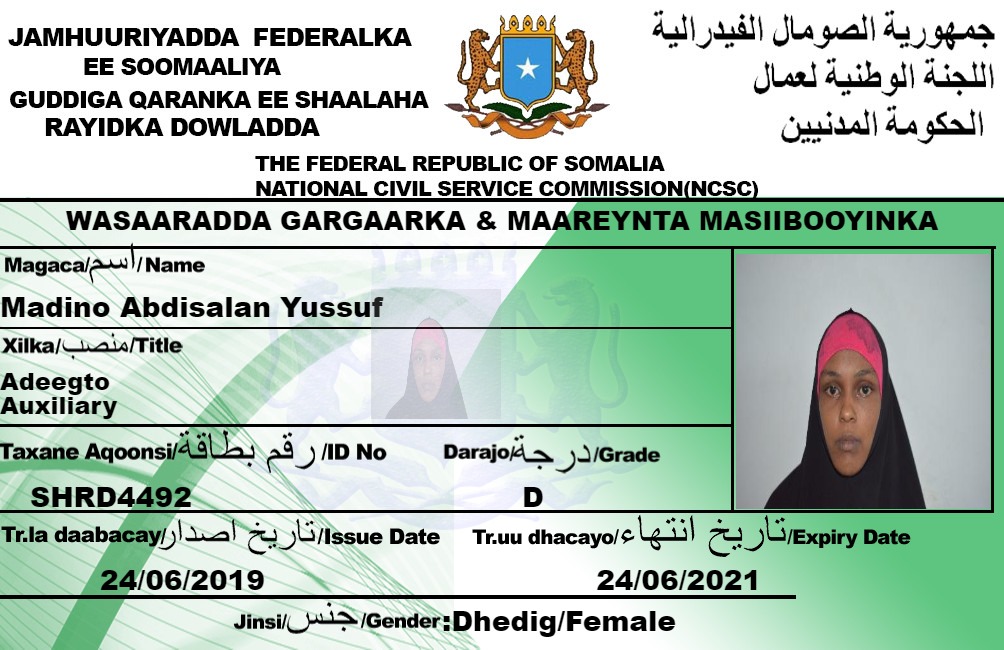 JAMHUURIYADDA FEDERALKA
EE SOOMAALIYA
GUDDIGA QARANKA EE SHAALAHA
RAYIDKA DOWLADDA
جمهورية الصومال الفيدرالية
اللجنة الوطنية لعمال
الحكومة المدنيين
THE FEDERAL REPUBLIC OF SOMALIA
NATIONAL CIVIL SERVICE COMMISSION(NCSC)
WASAARADDA GARGAARKA & MAAREYNTA MASIIBOOYINKA
Magaca/اسم/Name
Madino Abdisalan Yussuf
Xilka/منصب/Title
Adeegto
Auxiliary
Taxane Aqoonsi/رقم بطاقة/ID No
Darajo/درجة/Grade
SHRD4492
D
Tr.la daabacay/تاريخ اصدار/Issue Date
Tr.uu dhacayo/تاريخ انتهاء/Expiry Date
24/06/2019
24/06/2021
Jinsi/جنس/Gender:Dhedig/Female